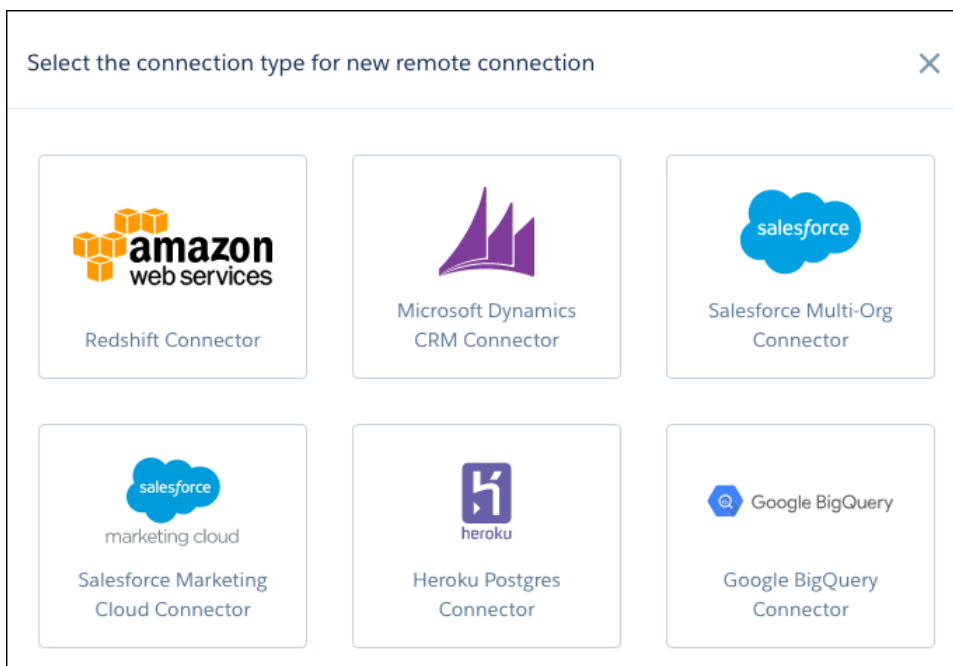 Select the connection type for new remote connection
amazon
web services
Redshift Connector
Microsoft Dynamics
CRM Connector
salesforce
Salesforce Multi-Org
Connector
salesforce
marketing cloud
Salesforce Marketing
Cloud Connector
heroku
Heroku Postgres
Connector
Google BigQuery
Google BigQuery
Connector